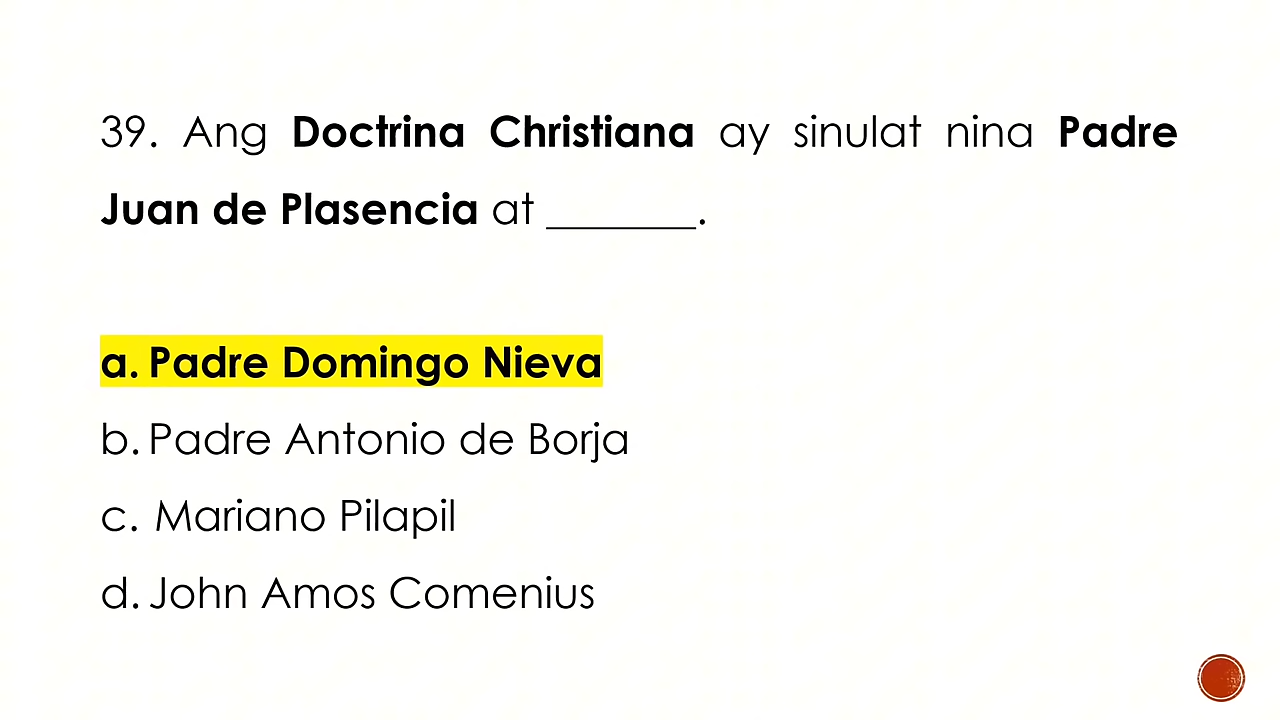 39. Ang Doctrina Christiana ay sinulat nina Padre
Juan de Plasencia at _______.
a. Padre Domingo Nieva
b. Padre Antonio de Borja
c. Mariano Pilapil
d. John Amos Comenius